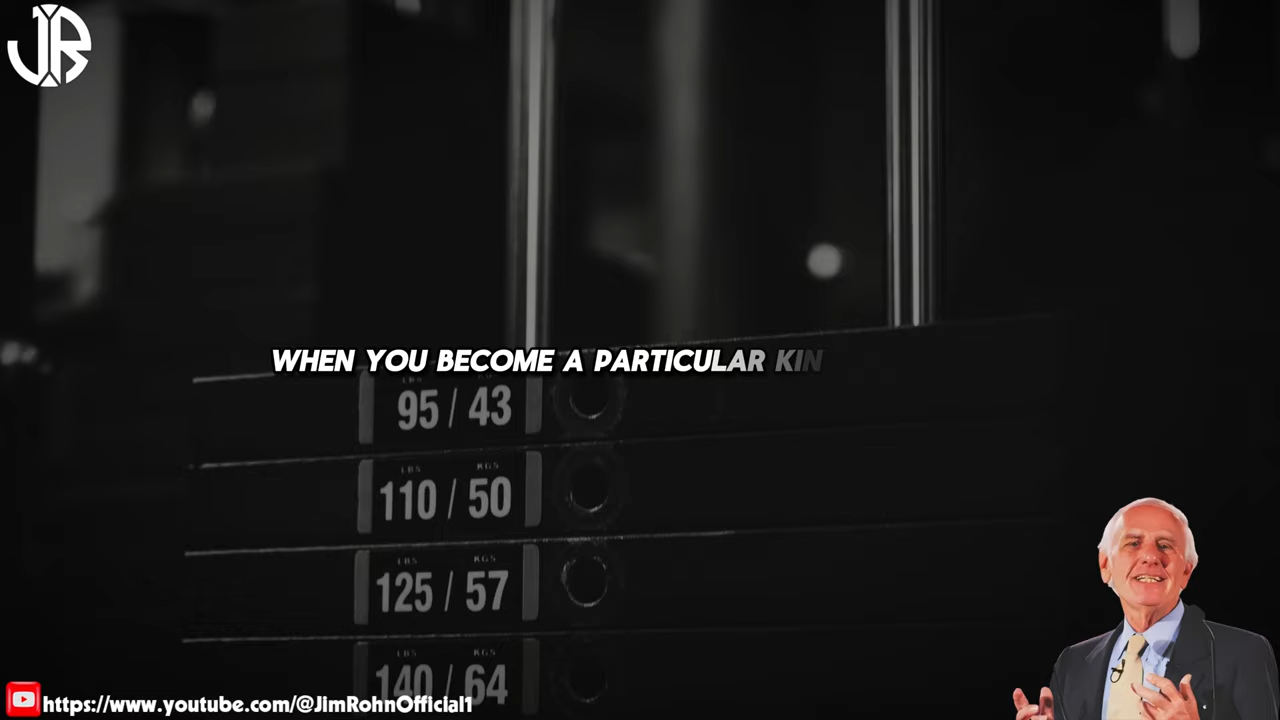 JR
WHEN YOU BECOME A PARTICULAR KIN
95 / 43
LBS KGS
110 / 50
LBS KGS
125 / 57
LBS KGS
140 / 64
https://www.youtube.com/@JimRohnOfficial1